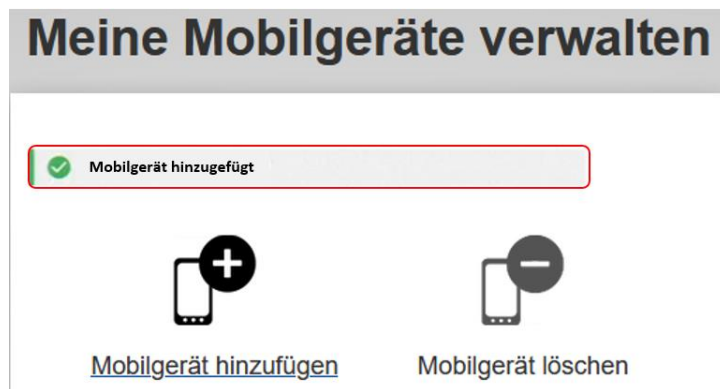 Meine Mobilgeräte verwalten
Mobilgerät hinzugefügt
Mobilgerät hinzufügen
Mobilgerät löschen